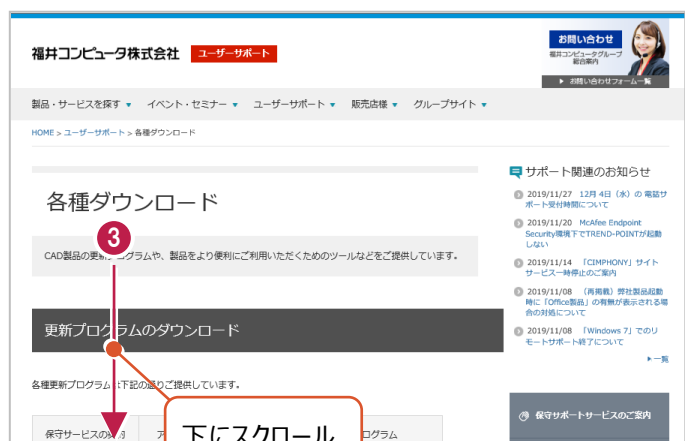 福井コンピュータ株式会社 ユーザーサポート
お問い合わせ
福井コンピュータグループ
総合案内
▶ お問い合わせフォーム一覧
製品・サービスを探す ▼ イベント・セミナー ▼ ユーザーサポート ▼ 販売店様 ▼ グループサイト ▼
HOME > ユーザーサポート > 各種ダウンロード
各種ダウンロード
3
CAD製品の更新 グラムや、製品をより便利にご利用いただくためのツールなどをご提供しています。
更新プログラムのダウンロード
各種更新プログラム 下記の通りご提供しています。
保守サービスの 別 ア ログラム
下にスクロール
サポート関連のお知らせ
2019/11/27 12月 4日（水）の 電話サ
ポート受付時間について
2019/11/20 McAfee Endpoint
Security環境下でTREND-POINTが起動
しない
2019/11/14 「CIMPHONY」サイト
サービス一時停止のご案内
2019/11/08 （再掲載）弊社製品起動
時に「Office製品」の有無が表示される場
合の対処について
2019/11/08 「Windows 7」でのリ
モートサポート終了について
▶一覧
保守サポートサービスのご案内